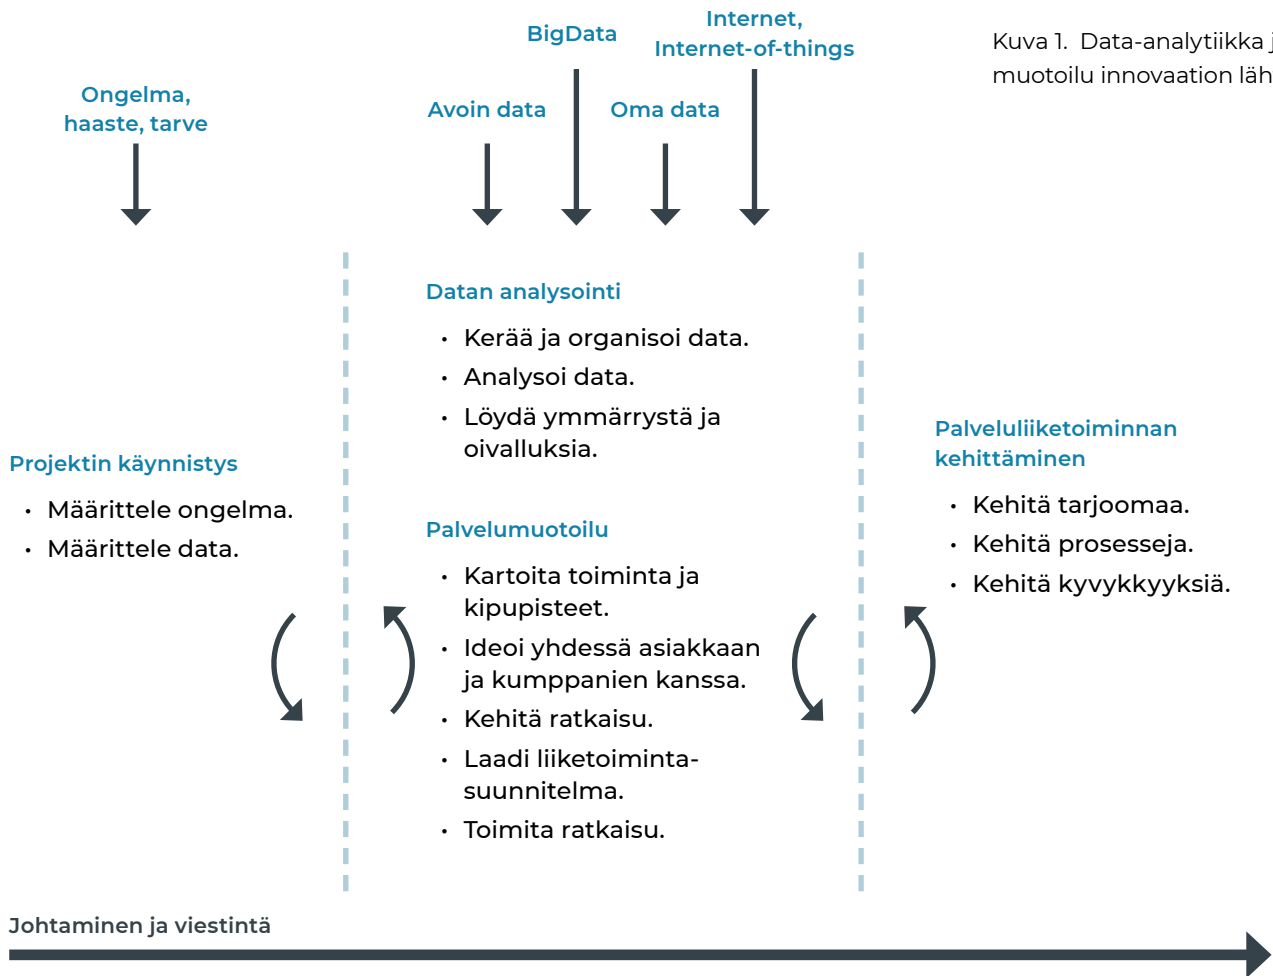 Internet,
Internet-of-things
BigData
Kuva 1. Data-analytiikka
muotoilu innovaation
Ongelma,
haaste, tarve
Avoin data
Oma data
Datan analysointi
• Kerää ja organisoi data.
• Analysoi data.
• Löydä ymmärrystä ja
oivalluksia.
Projektin käynnistys
• Määrittele ongelma.
• Määrittele data.
Palvelumuotoilu
• Kartoita toiminta ja
kipupisteet.
• Ideoi yhdessä asiakkaan
ja kumppanien kanssa.
• Kehitä ratkaisu.
• Laadi liiketoiminta-
suunnitelma.
• Toimita ratkaisu.
Palveluliiketoiminnan
kehittäminen
• Kehitä tarjoomaa.
• Kehitä prosesseja.
• Kehitä kyvykkyyksiä.
Johtaminen ja viestintä